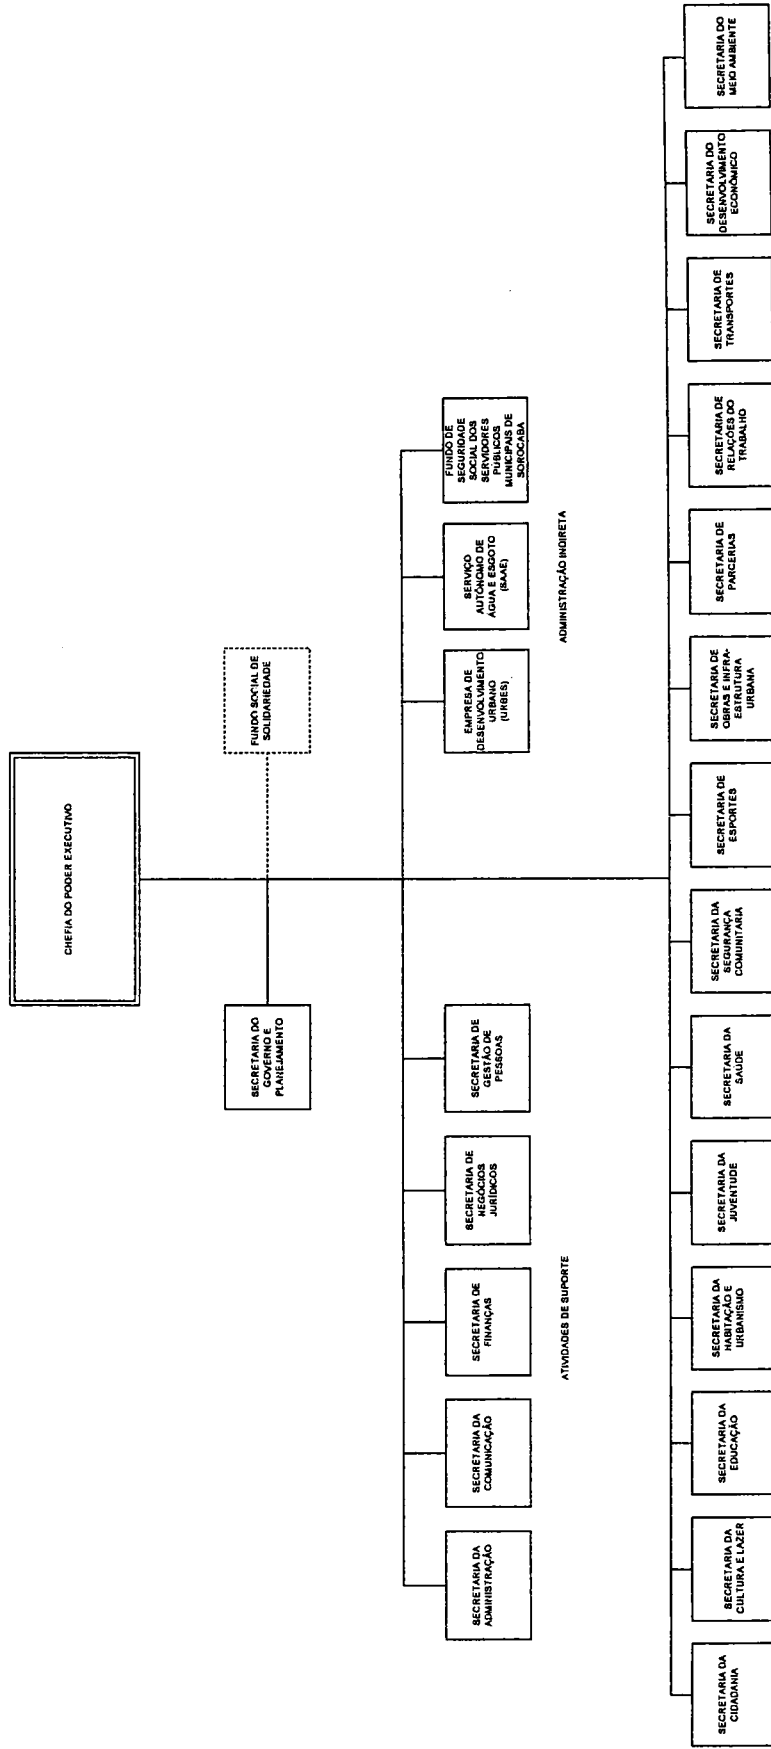 CHEFIA DO PODER EXECUTIVO
SECRETARIA DO
GOVERNO E
PLANEJAMENTO
FUNDO SOCIAL DE
SOLIDARIEDADE
SECRETARIA DA
ADMINISTRAÇÃO
SECRETARIA DA
COMUNICAÇÃO
SECRETARIA DE
FINANÇAS
SECRETARIA DE
NEGÓCIOS
JURÍDICOS
SECRETARIA DE
GESTÃO DE
PESSOAS
EMPRESA DE
DESENVOLVIMENTO
URBANO
(URBES)
SERVIÇO
AUTÔNOMO DE
ÁGUA E ESGOTO
(SAAE)
FUNDO DE
SEGURIDADE
SOCIAL DOS
SERVIDORES
PÚBLICOS
MUNICIPAIS DE
SOROCABA
ATIVIDADES DE SUPORTE
ADMINISTRAÇÃO INDIRETA
SECRETARIA DA
CIDADANIA
SECRETARIA DA
CULTURA E LAZER
SECRETARIA DA
EDUCAÇÃO
SECRETARIA DA
HABITAÇÃO E
URBANISMO
SECRETARIA DA
JUVENTUDE
SECRETARIA DA
SAÚDE
SECRETARIA DA
SEGURANÇA
COMUNITARIA
SECRETARIA DE
ESPORTES
SECRETARIA DE
OBRAS E INFRA-
ESTRUTURA
URBANA
SECRETARIA DE
PARCERIAS
SECRETARIA DE
RELAÇÕES DO
TRABALHO
SECRETARIA DE
TRANSPORTES
SECRETARIA DO
DESENVOLVIMENTO
ECONÔMICO
SECRETARIA DO
MEIO AMBIENTE